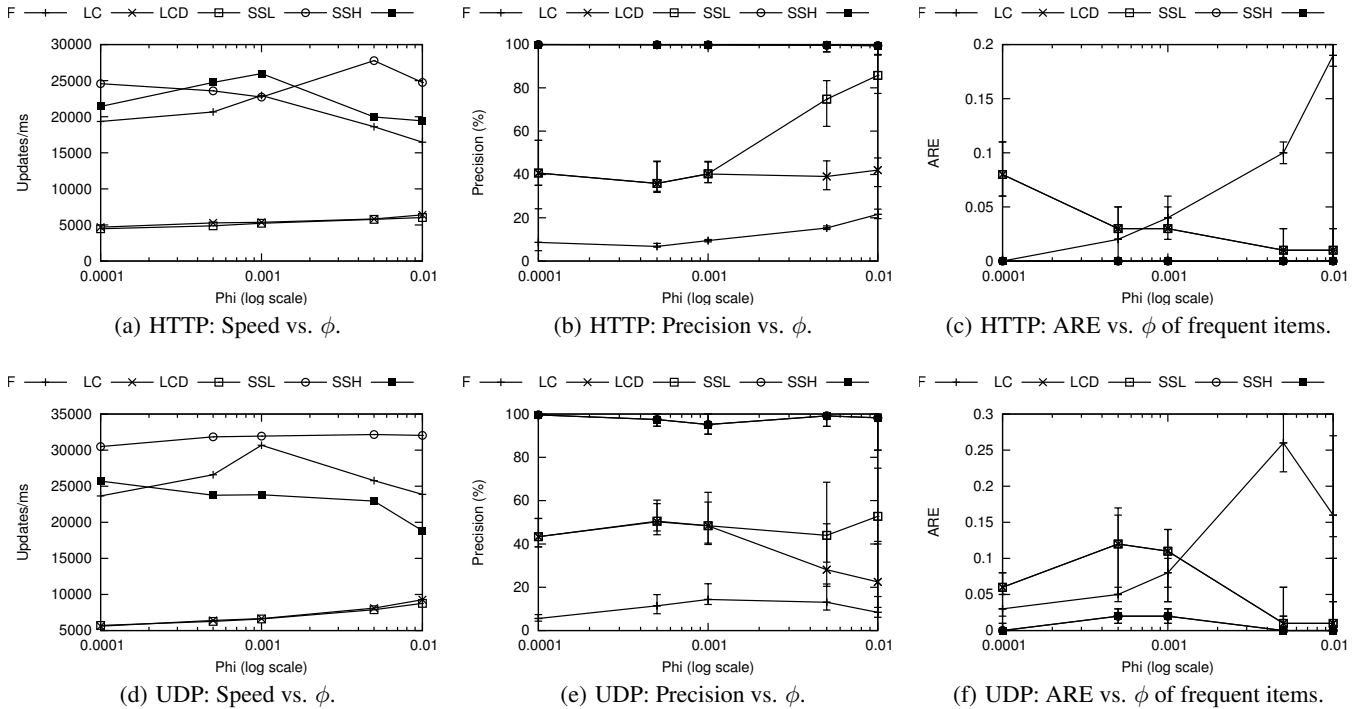 F LC LCD SSL SSH
30000
25000
20000
15000
10000
5000
0
Updates/ms
0.0001 0.001 0.01
Phi (log scale)
(a) HTTP: Speed vs. ϕ.
F LC LCD SSL SSH
100
80
60
40
20
0
Precision (%)
0.0001 0.001 0.01
Phi (log scale)
(b) HTTP: Precision vs. ϕ.
F LC LCD SSL SSH
0.2
0.15
0.1
0.05
0
ARE
0.0001 0.001 0.01
Phi (log scale)
(c) HTTP: ARE vs. ϕ of frequent items.
F LC LCD SSL SSH
35000
30000
25000
20000
15000
10000
5000
Updates/ms
0.0001 0.001 0.01
Phi (log scale)
(d) UDP: Speed vs. ϕ.
F LC LCD SSL SSH
100
80
60
40
20
0
Precision (%)
0.0001 0.001 0.01
Phi (log scale)
(e) UDP: Precision vs. ϕ.
F LC LCD SSL SSH
0.3
0.25
0.2
0.15
0.1
0.05
0
ARE
0.0001 0.001 0.01
Phi (log scale)
(f) UDP: ARE vs. ϕ of frequent items.